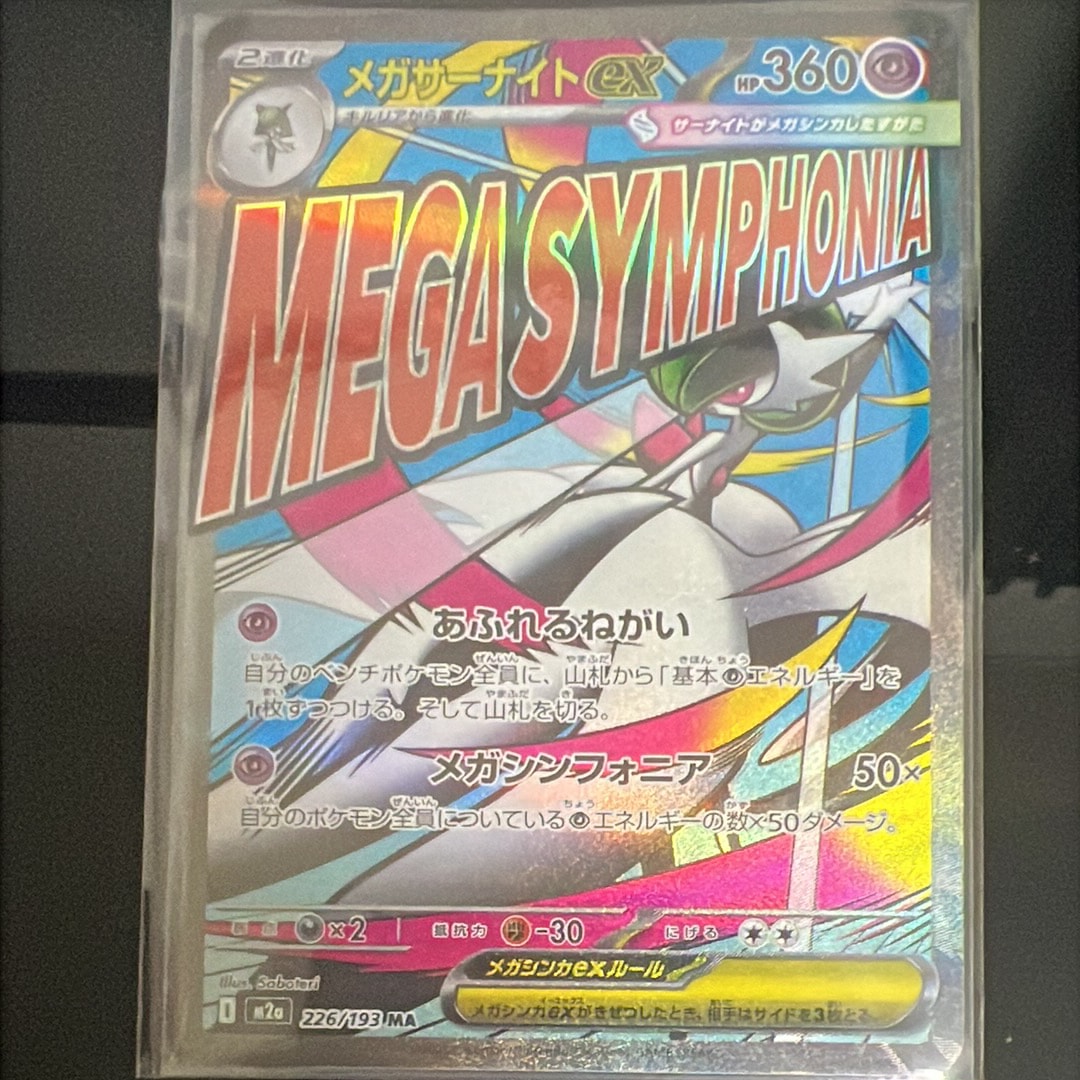 2進化
メガサーナイトex
HP360
キルリアから進化
サーナイトがメガシンカしたすがた
MEGA SYMPHONIA
あふれるねがい
自分のベンチポケモン全員に、山札から「基本エネルギー」を
1枚ずつつける。そして山札を切る。
メガシンフォニア 50×
自分のポケモン全員についているエネルギーの数×50ダメージ。
×2 抵抗力 -30 にげる
メガシンカexルール
メガシンカexがきぜつしたとき、相手はサイドを3枚とる。
Illus. Saboteri
I M2a 226/193 MA